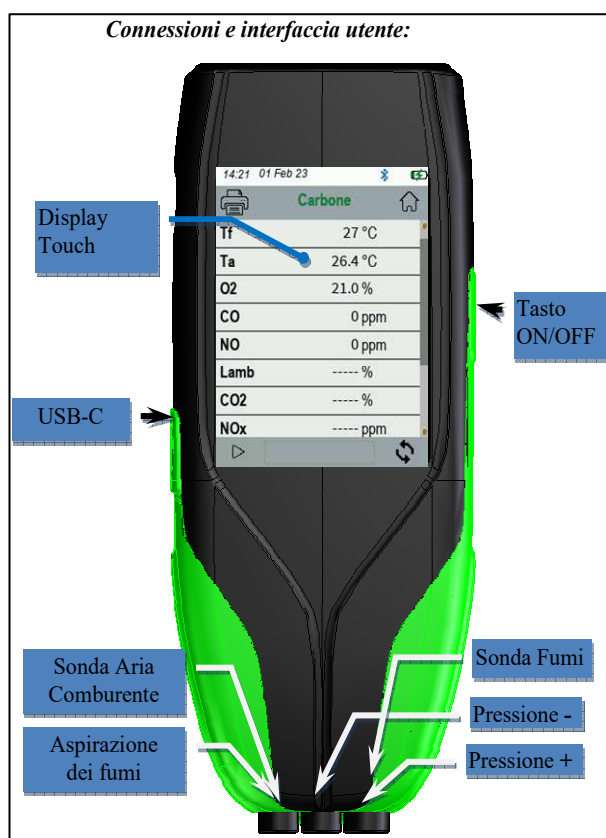 Connessioni e interfaccia utente:
14:21 01 Feb 23
Carbone
Tf 27 °C
Ta 26.4 °C
O2 21.0 %
CO 0 ppm
NO 0 ppm
Lamb ----- %
CO2 ----- %
NOx ----- ppm
Display
Touch
Tasto
ON/OFF
USB-C
Sonda Aria
Comburente
Sonda Fumi
Pressione -
Aspirazione
dei fumi
Pressione +